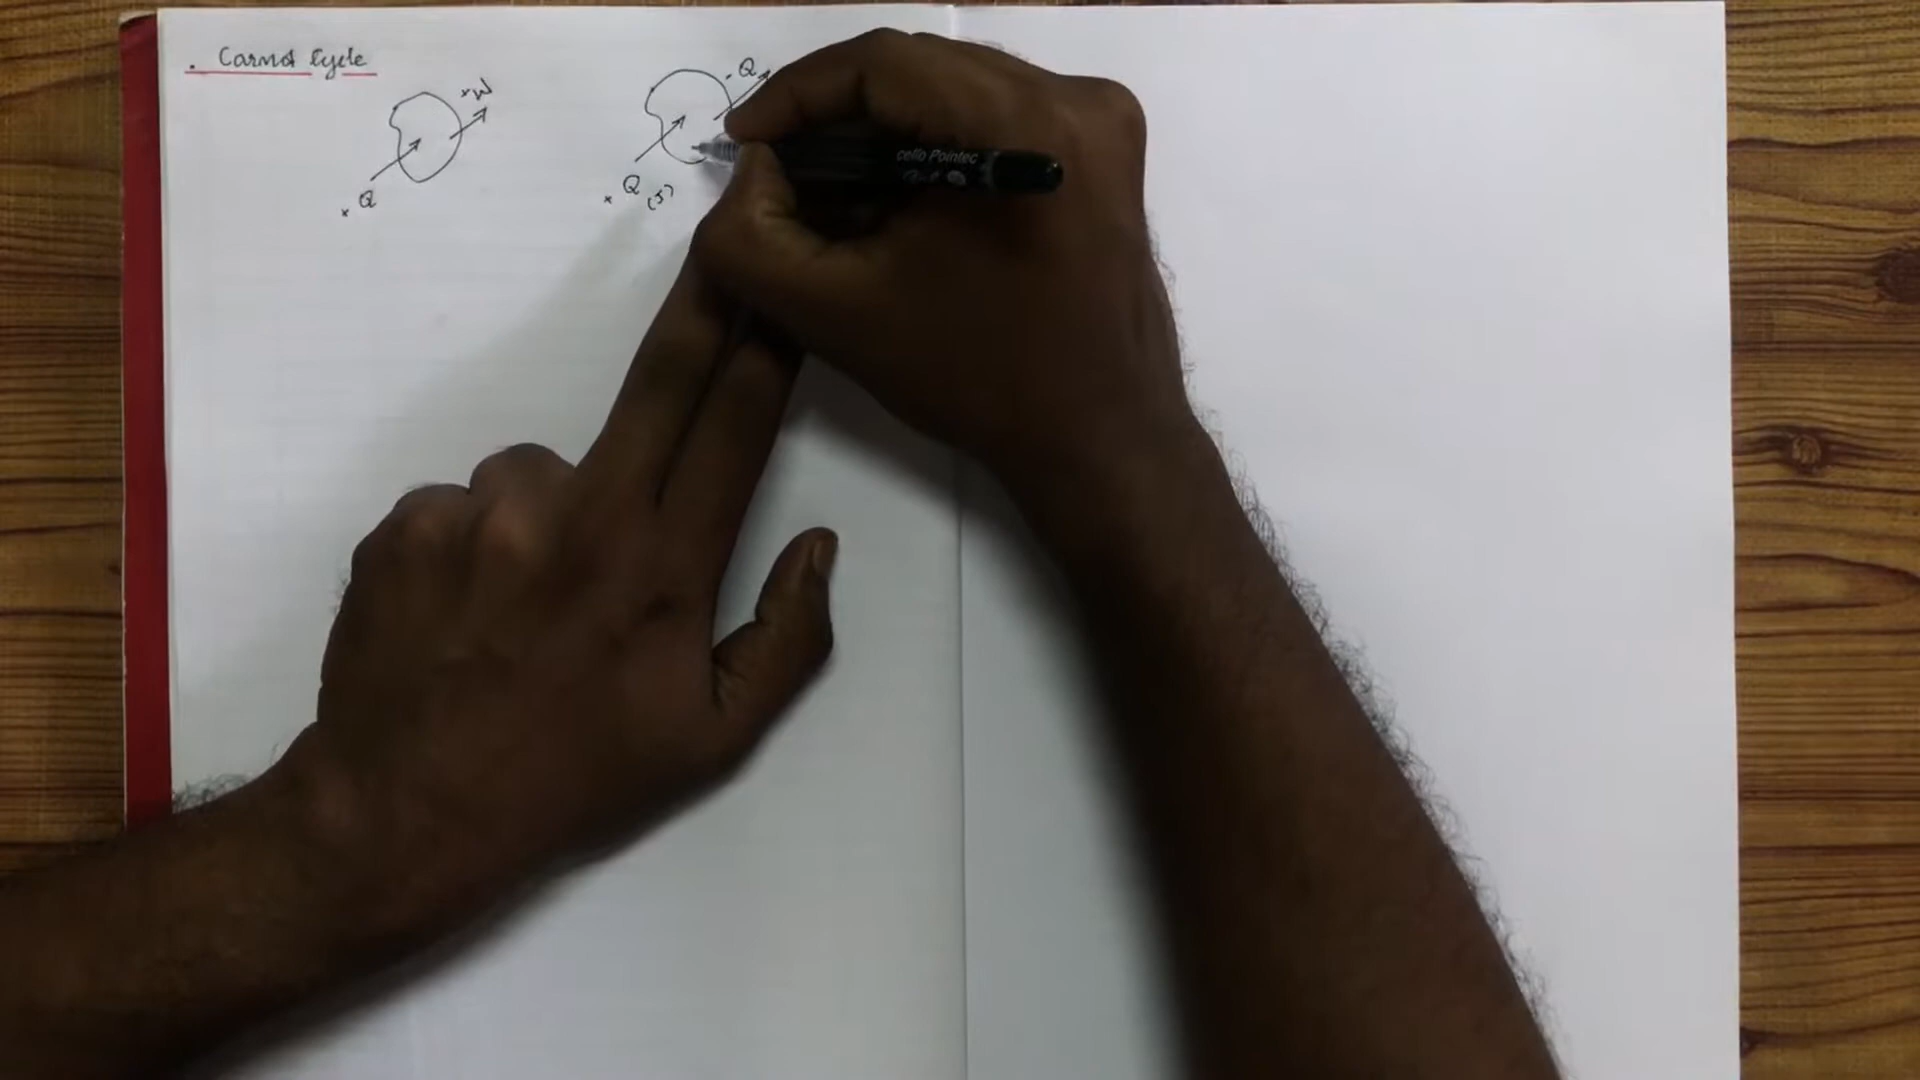 . Carnot Cycle
+W
+ Q
- Q
+ Q (J)
cello Pointec